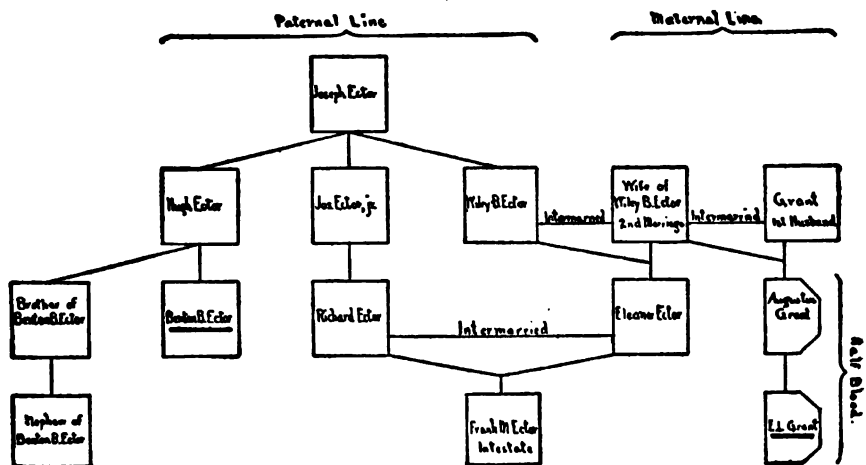 Paternal Line
Maternal Line
Joseph Ector
Hugh Ector
Joe Ector, jr.
Wiley B. Ector
Wife of
Wiley B. Ector
2nd Marriage
Grant
1st Husband
Intermarried
Intermarried
Brother of
Benton B. Ector
Benton B. Ector
Richard Ector
Intermarried
Eleanor Ector
Augustus
Grant
Half Blood.
Nephew of
Benton B. Ector
Frank M Ector
Intestate
E.L. Grant